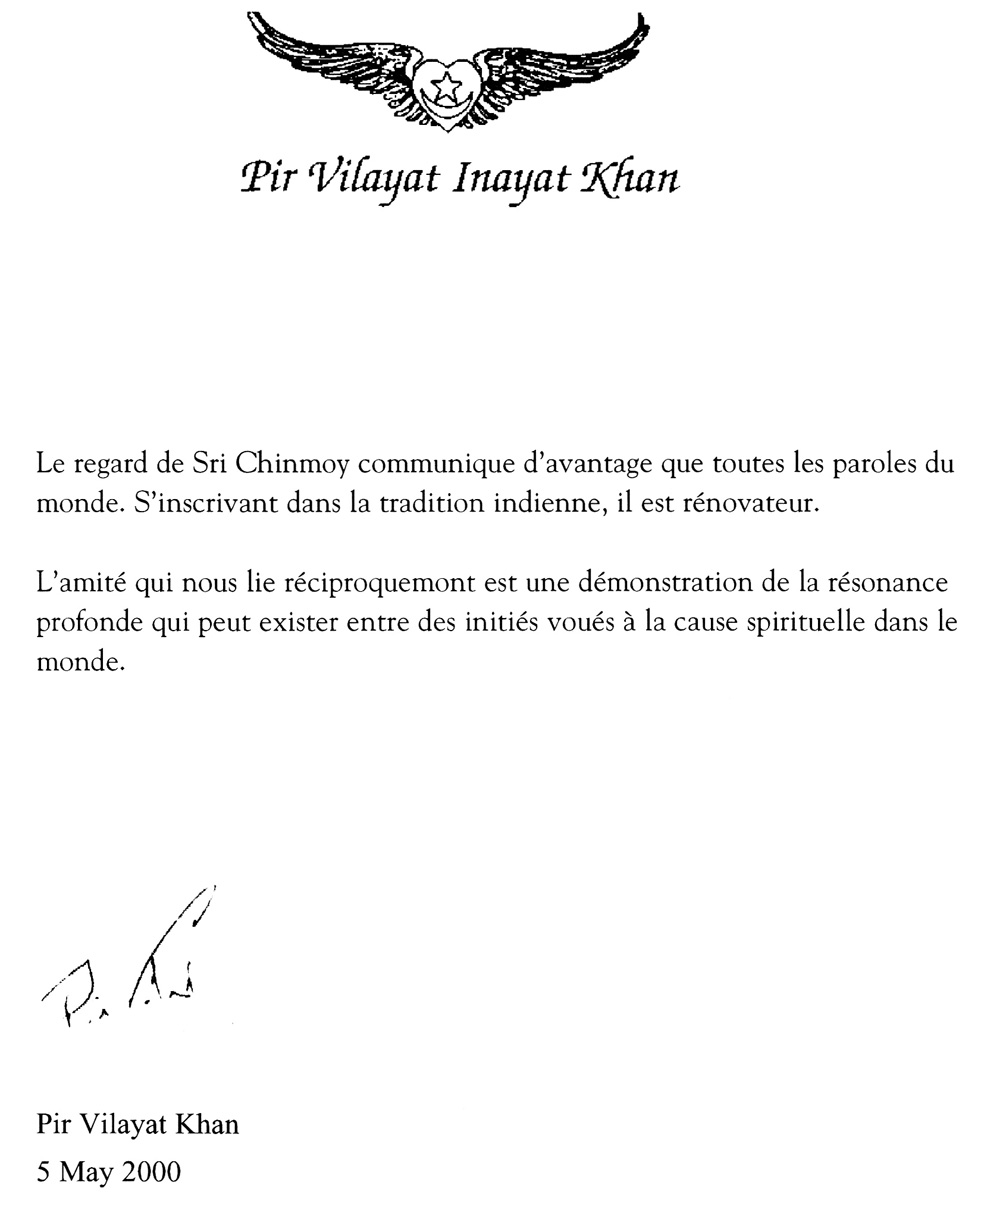 Pir Vilayat Inayat Khan
Le regard de Sri Chinmoy communique d'avantage que toutes les paroles du
monde. S'inscrivant dans la tradition indienne, il est rénovateur.
L'amité qui nous lie réciproquemont est une démonstration de la résonance
profonde qui peut exister entre des initiés voués à la cause spirituelle dans le
monde.
Pir Vilayat Khan
5 May 2000